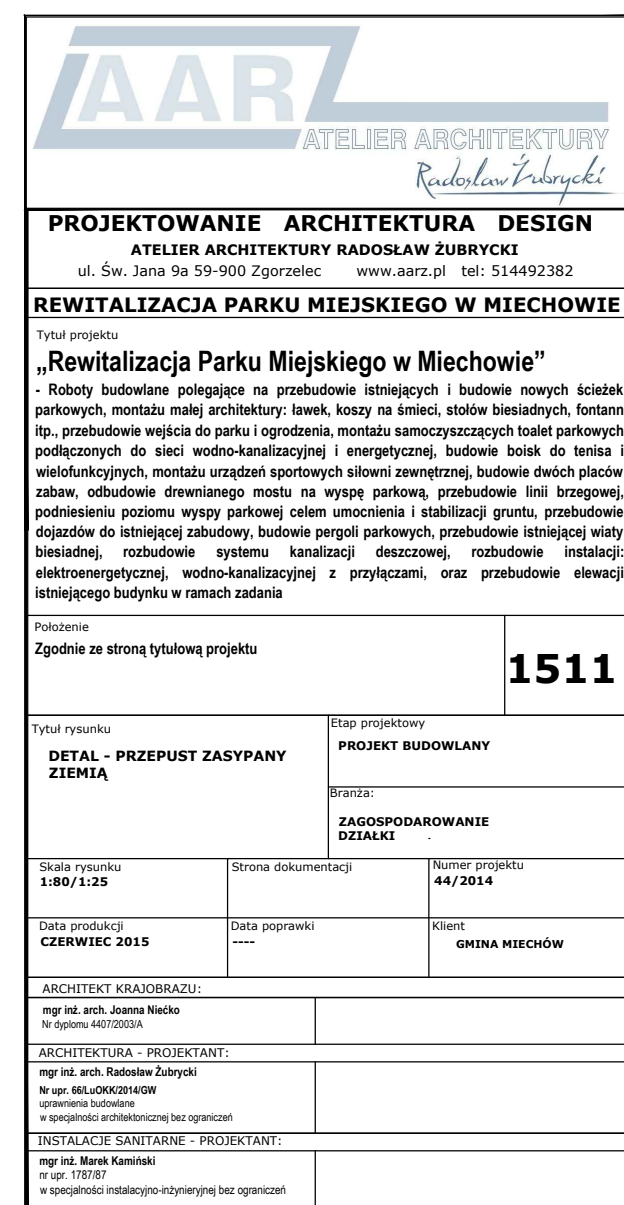 AARZ
ATELIER ARCHITEKTURY
Radosław Żubrycki
PROJEKTOWANIE ARCHITEKTURA DESIGN
ATELIER ARCHITEKTURY RADOSŁAW ŻUBRYCKI
ul. Św. Jana 9a 59-900 Zgorzelec www.aarz.pl tel: 514492382
REWITALIZACJA PARKU MIEJSKIEGO W MIECHOWIE
Tytuł projektu
„Rewitalizacja Parku Miejskiego w Miechowie”
- Roboty budowlane polegające na przebudowie istniejących i budowie nowych ścieżek
parkowych, montażu małej architektury: ławek, koszy na śmieci, stołów biesiadnych, fontann
itp., przebudowie wejścia do parku i ogrodzenia, montażu samoczyszczących toalet parkowych
podłączonych do sieci wodno-kanalizacyjnej i energetycznej, budowie boisk do tenisa i
wielofunkcyjnych, montażu urządzeń sportowych siłowni zewnętrznej, budowie dwóch placów
zabaw, odbudowie drewnianego mostu na wyspę parkową, przebudowie linii brzegowej,
podniesieniu poziomu wyspy parkowej celem umocnienia i stabilizacji gruntu, przebudowie
dojazdów do istniejącej zabudowy, budowie pergoli parkowych, przebudowie istniejącej wiaty
biesiadnej, rozbudowie systemu kanalizacji deszczowej, rozbudowie instalacji:
elektroenergetycznej, wodno-kanalizacyjnej z przyłączami, oraz przebudowie elewacji
istniejącego budynku w ramach zadania
Położenie
Zgodnie ze stroną tytułową projektu
1511
Tytuł rysunku
DETAL - PRZEPUST ZASYPANY
ZIEMIĄ
Etap projektowy
PROJEKT BUDOWLANY
Branża:
ZAGOSPODAROWANIE
DZIAŁKI .
Skala rysunku
1:80/1:25
Strona dokumentacji
Numer projektu
44/2014
Data produkcji
CZERWIEC 2015
Data poprawki
----
Klient
GMINA MIECHÓW
ARCHITEKT KRAJOBRAZU:
mgr inż. arch. Joanna Niećko
Nr dyplomu 4407/2003/A
ARCHITEKTURA - PROJEKTANT:
mgr inż. arch. Radosław Żubrycki
Nr upr. 66/LuOKK/2014/GW
uprawnienia budowlane
w specjalności architektonicznej bez ograniczeń
INSTALACJE SANITARNE - PROJEKTANT:
mgr inż. Marek Kamiński
nr upr. 1787/87
w specjalności instalacyjno-inżynieryjnej bez ograniczeń